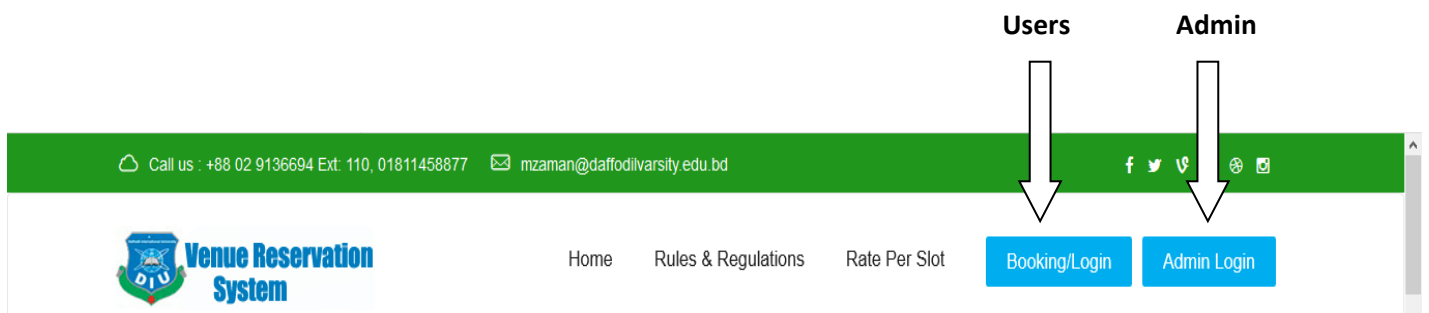 Users Admin
Call us : +88 02 9136694 Ext: 110, 01811458877 mzaman@daffodilvarsity.edu.bd
Venue Reservation
System
DIU
Home Rules & Regulations Rate Per Slot Booking/Login Admin Login